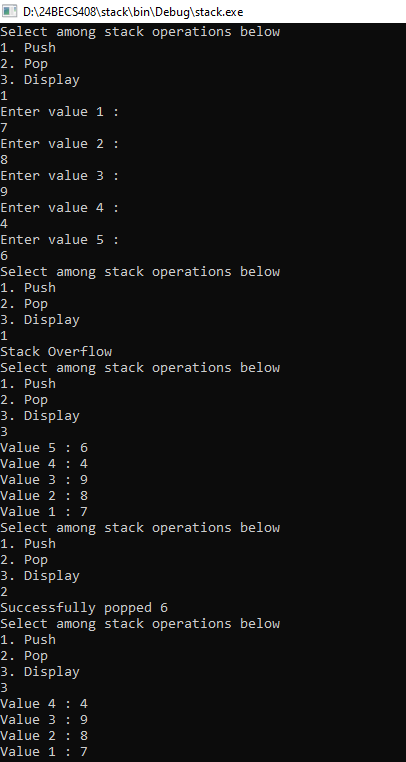 D:\24BECS408\stack\bin\Debug\stack.exe
Select among stack operations below
1. Push
2. Pop
3. Display
1
Enter value 1 :
7
Enter value 2 :
8
Enter value 3 :
9
Enter value 4 :
4
Enter value 5 :
6
Select among stack operations below
1. Push
2. Pop
3. Display
1
Stack Overflow
Select among stack operations below
1. Push
2. Pop
3. Display
3
Value 5 : 6
Value 4 : 4
Value 3 : 9
Value 2 : 8
Value 1 : 7
Select among stack operations below
1. Push
2. Pop
3. Display
2
Successfully popped 6
Select among stack operations below
1. Push
2. Pop
3. Display
3
Value 4 : 4
Value 3 : 9
Value 2 : 8
Value 1 : 7